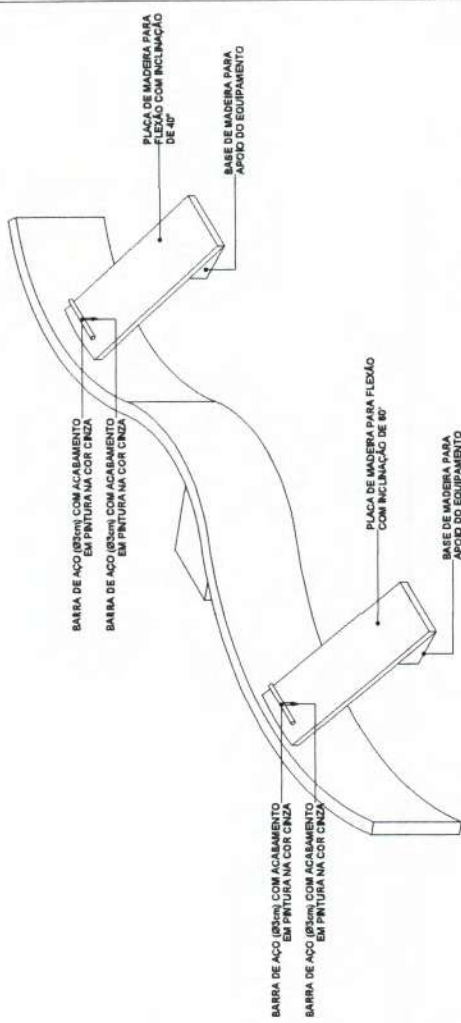 BARRA DE AÇO (Ø3cm) COM ACABAMENTO
EM PINTURA NA COR CINZA
BARRA DE AÇO (Ø3cm) COM ACABAMENTO
EM PINTURA NA COR CINZA
PLACA DE MADEIRA PARA
FLEXÃO COM INCLINAÇÃO
DE 40°
BASE DE MADEIRA PARA
APOIO DO EQUIPAMENTO
BARRA DE AÇO (Ø3cm) COM ACABAMENTO
EM PINTURA NA COR CINZA
BARRA DE AÇO (Ø3cm) COM ACABAMENTO
EM PINTURA NA COR CINZA
PLACA DE MADEIRA PARA FLEXÃO
COM INCLINAÇÃO DE
BASE DE MADEIRA PARA
APOIO DO EQUIPAMENTO